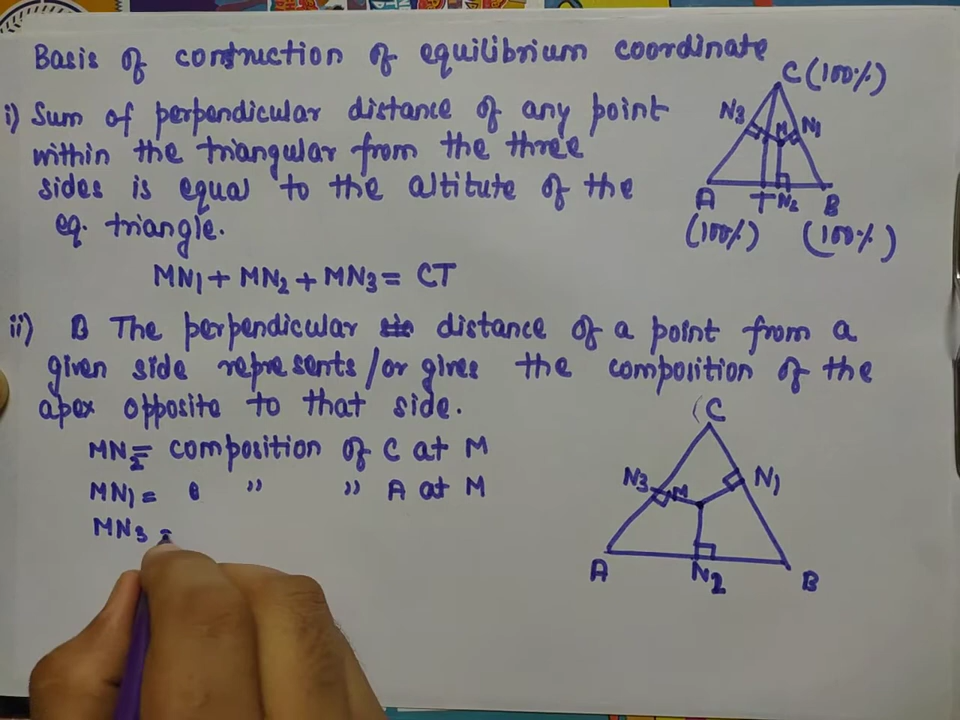 Basis of construction of equilibrium coordinate
i) Sum of perpendicular distance of any point
within the triangular from the three
sides is equal to the altitute of the
eq. triangle.
MN1 + MN2 + MN3 = CT
C (100%)
N3
M
N1
A
T
N2
B
(100%)
(100%)
ii) B The perpendicular distance of a point from a
given side represents / or gives the composition of the
apex opposite to that side.
MN2 = composition of C at M
MN1 = " " A at M
MN3 =
C
N3
M
N1
A
N2
B